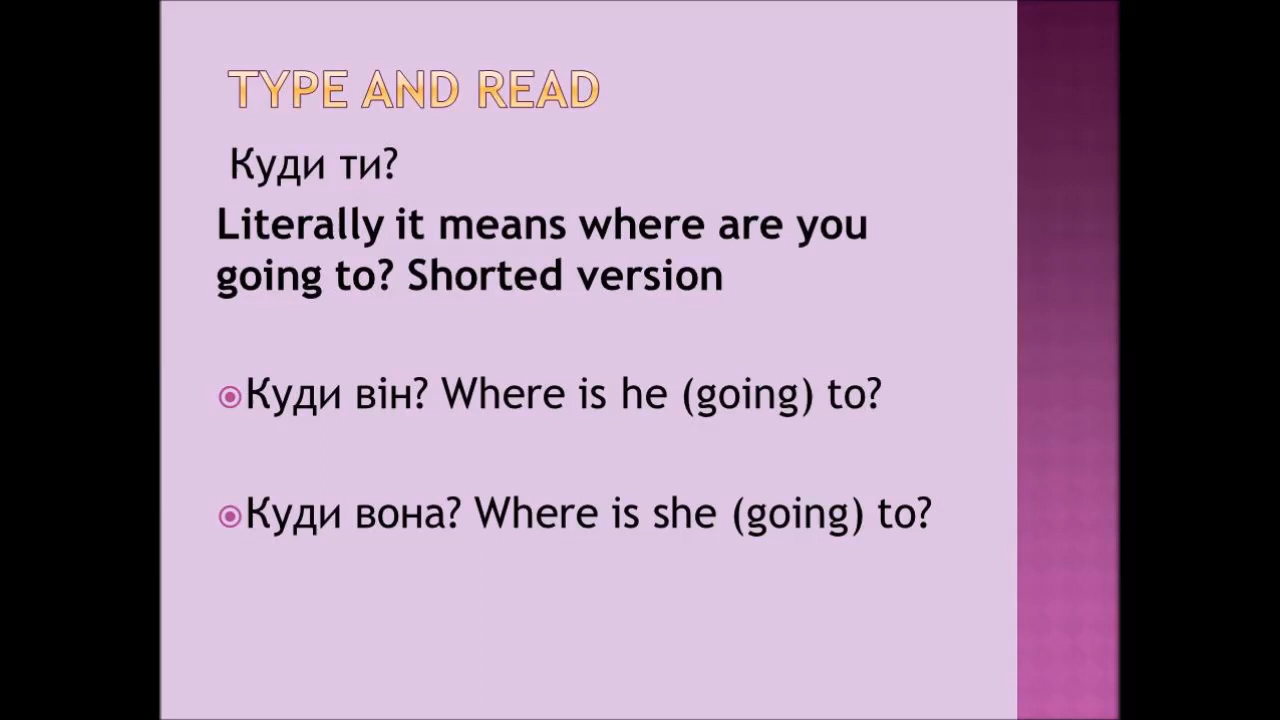 TYPE AND READ
Куди ти?
Literally it means where are you
going to? Shorted version
Куди він? Where is he (going) to?
Куди вона? Where is she (going) to?